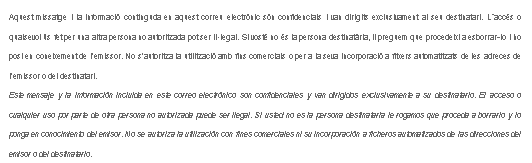 Aquest missatge i la informació continguda en aquest correu electrònic són confidencials i van dirigits exclusivament al seu destinatari. L'accés o
qualsevol ús fet per una altra persona no autoritzada pot ser il·legal. Si vostè no és la persona destinatària, li preguem que procedeixi a esborrar-lo i ho
posi en coneixement de l'emissor. No s'autoritza la utilització amb fins comercials o per a la seva incorporació a fitxers automatitzats de les adreces de
l'emissor o del destinatari.
Este mensaje y la información incluida en este correo electrónico son confidenciales y van dirigidos exclusivamente a su destinatario. El acceso o
cualquier uso por parte de otra persona no autorizada puede ser ilegal. Si usted no es la persona destinataria le rogamos que proceda a borrarlo y lo
ponga en conocimiento del emisor. No se autoriza la utilización con fines comerciales ni su incorporación a ficheros automatizados de las direcciones del
emisor o del destinatario.